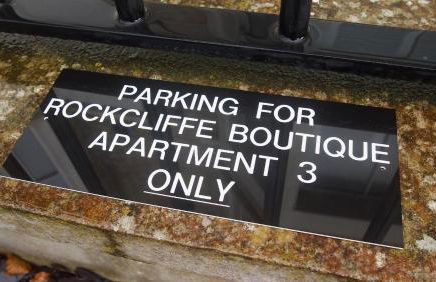 PARKING FOR
ROCKCLIFFE BOUTIQUE
APARTMENT 3
ONLY